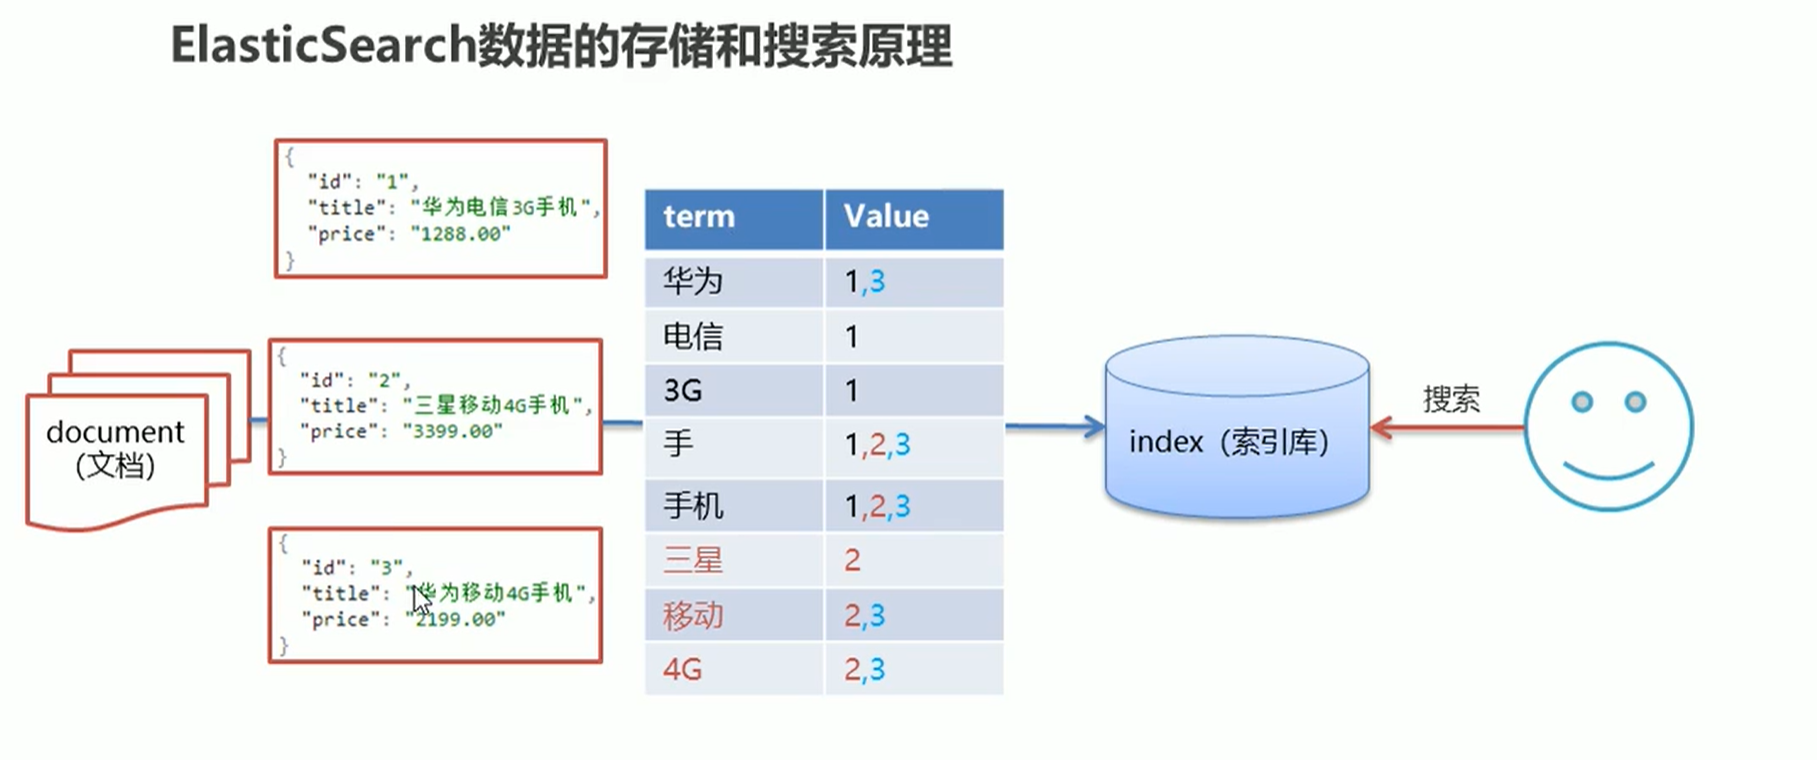 ElasticSearch数据的存储和搜索原理
{
"id": "1",
"title": "华为电信3G手机",
"price": "1288.00"
}
{
"id": "2",
"title": "三星移动4G手机",
"price": "3399.00"
}
{
"id": "3",
"title": "华为移动4G手机",
"price": "2199.00"
}
document
（文档）
term Value
华为 1,3
电信 1
3G 1
手 1,2,3
手机 1,2,3
三星 2
移动 2,3
4G 2,3
index（索引库）
搜索